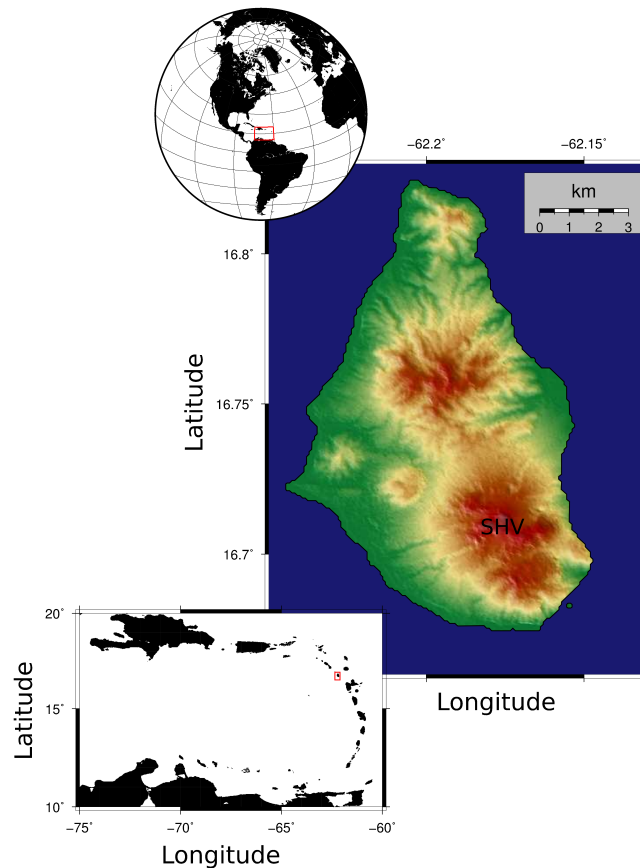 −62.2˚
−62.15˚
km
0 1 2 3
16.8˚
16.75˚
16.7˚
Latitude
SHV
Longitude
20˚
15˚
10˚
Latitude
−75˚ −70˚ −65˚ −60˚
Longitude